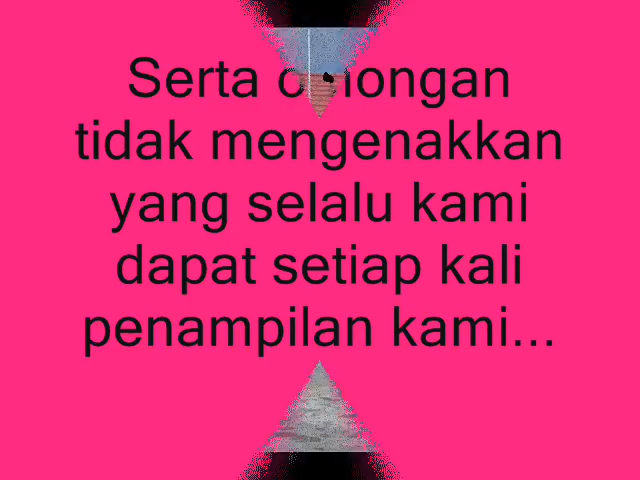 Serta
tidak mengenakkan
yang selalu kami
dapat setiap kali
penampilan kami...